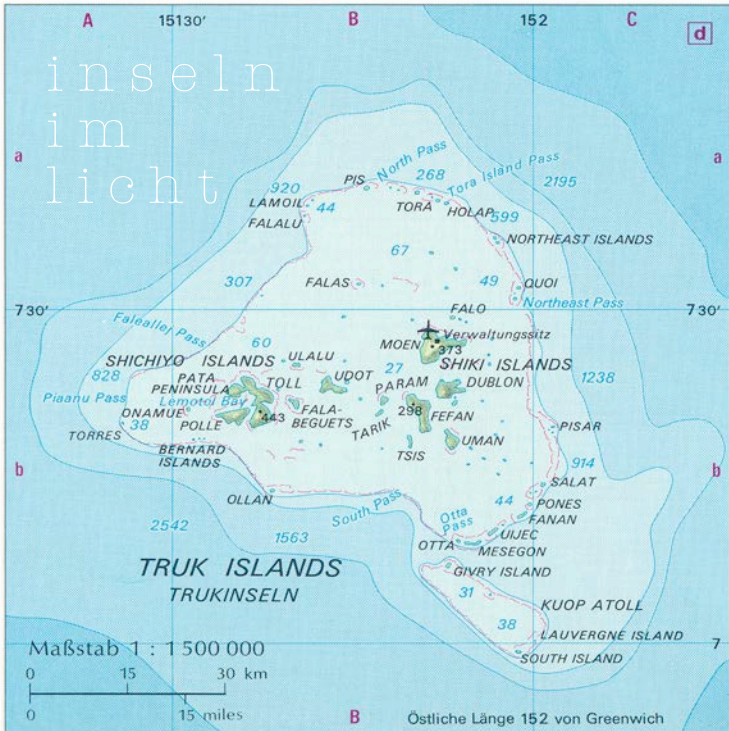 A 15130' B 152 C
d
inseln
im
licht
a
a
North Pass
PIS
268
Tora Island Pass
2195
920
LAMOIL
44
TORA
HOLAP
599
FALALU
NORTHEAST ISLANDS
67
307
FALAS
49
QUOI
730'
FALO
Northeast Pass
730'
Faleallej Pass
Verwaltungssitz
60
MOEN
373
SHICHIYO ISLANDS
ULALU
27
SHIKI ISLANDS
828
PATA
PENINSULA
TOLL
UDOT
PARAM
DUBLON
1238
Piaanu Pass
Lemotol Bay
ONAMUE
38
POLLE
443
FALA-
BEGUETS
TARIK
298
FEFAN
PISAR
TORRES
UMAN
BERNARD
ISLANDS
TSIS
b
914
b
SALAT
OLLAN
South Pass
44
PONES
Otta
Pass
FANAN
2542
1563
UIJEC
OTTA
MESEGON
TRUK ISLANDS
TRUKINSELN
GIVRY ISLAND
31
KUOP ATOLL
38
LAUVERGNE ISLAND
7
SOUTH ISLAND
Maßstab 1 : 1 500 000
0 15 30 km
0 15 miles
B
Östliche Länge 152 von Greenwich